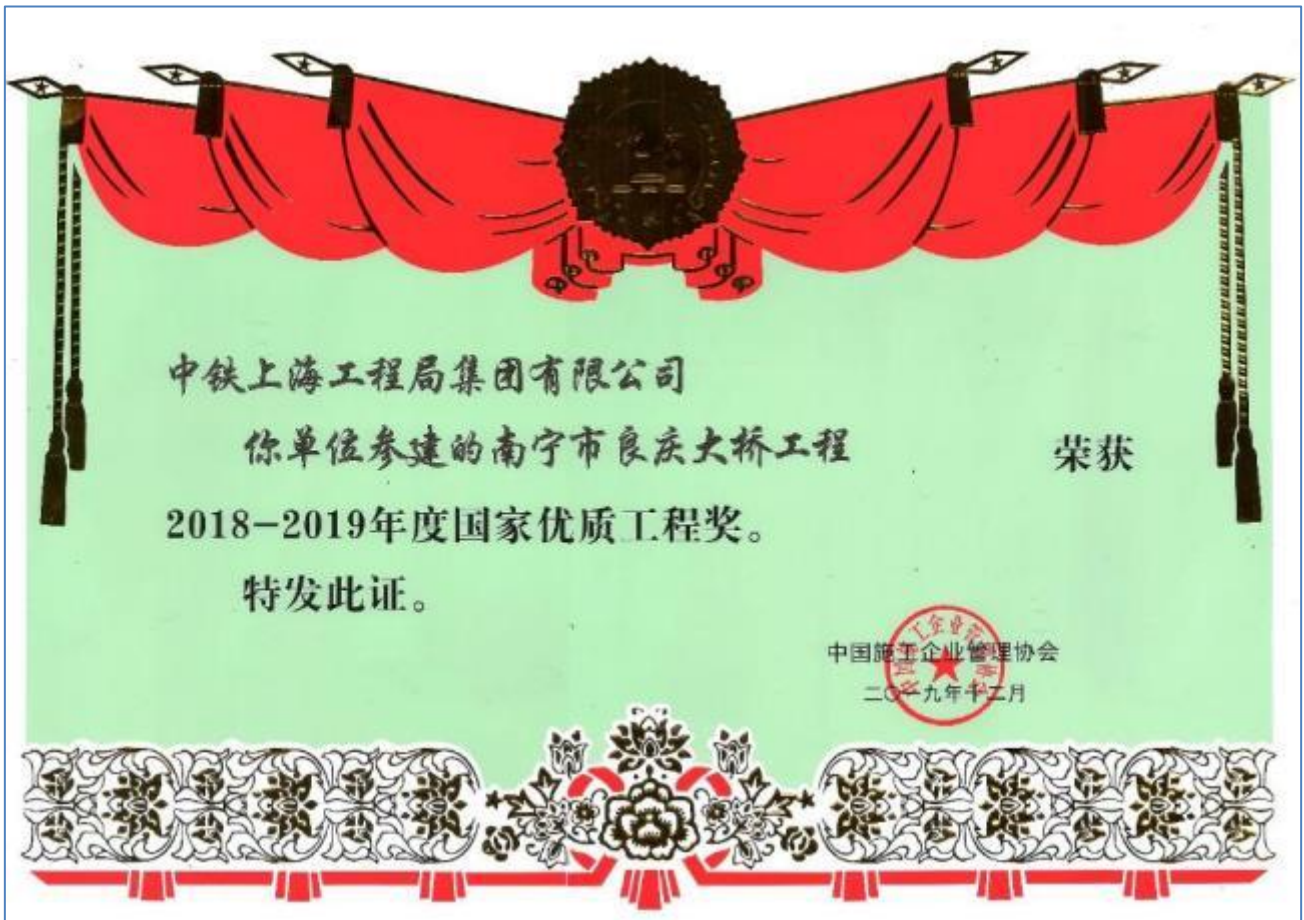 中铁上海工程局集团有限公司
你单位参建的南宁市良庆大桥工程 荣获
2018-2019年度国家优质工程奖。
特发此证。
中国施工企业管理协会
二〇一九年十二月